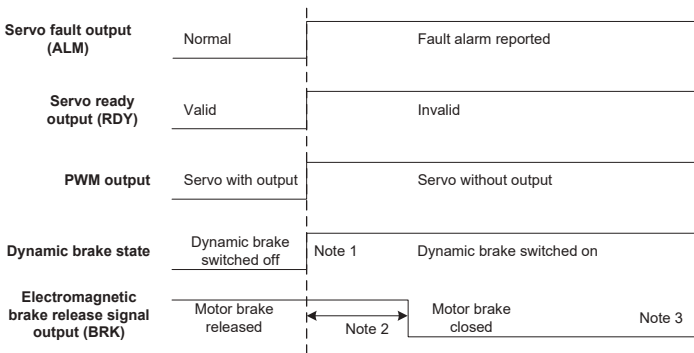 Servo fault output
(ALM)
Normal
Fault alarm reported
Servo ready
output (RDY)
Valid
Invalid
PWM output
Servo with output
Servo without output
Dynamic brake state
Dynamic brake
switched off
Note 1
Dynamic brake switched on
Electromagnetic
brake release signal
output (BRK)
Motor brake
released
Note 2
Motor brake
closed
Note 3